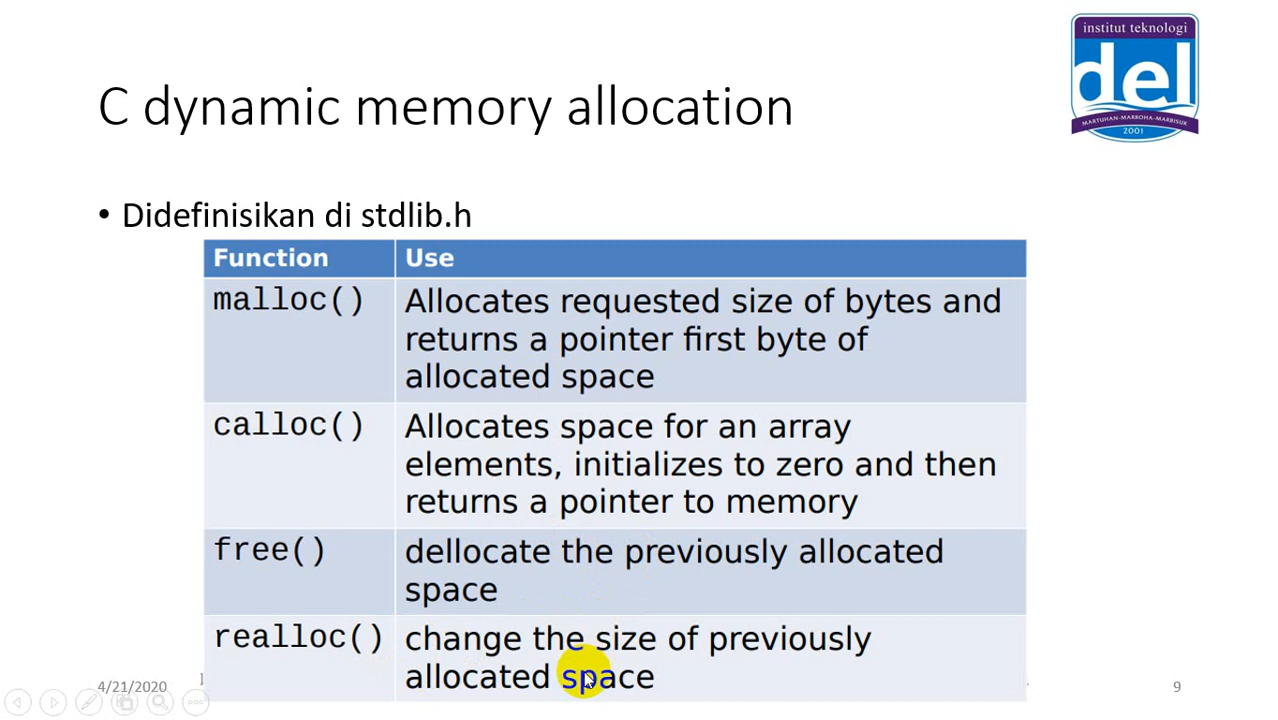 institut teknologi
del
MARTUHAN-MARROHA-MARBISUK
2001
C dynamic memory allocation
• Didefinisikan di stdlib.h
Function Use
malloc() Allocates requested size of bytes and
returns a pointer first byte of
allocated space
calloc() Allocates space for an array
elements, initializes to zero and then
returns a pointer to memory
free() dellocate the previously allocated
space
realloc() change the size of previously
allocated space
4/21/2020
9